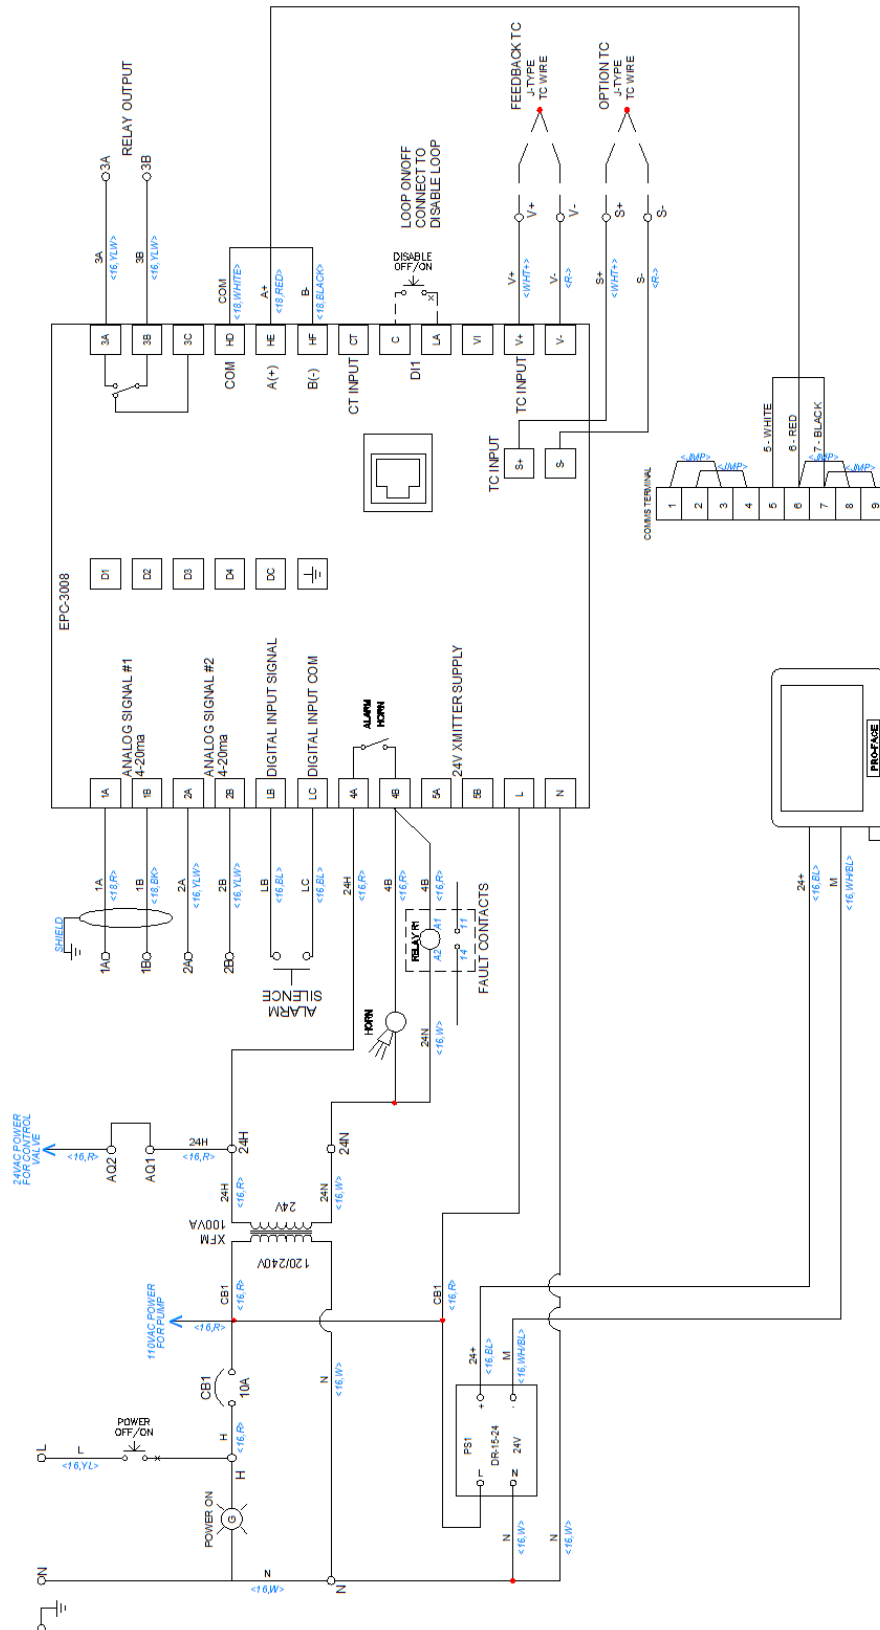 RELAY OUTPUT
3A
3B
3A
<16,YLW>
3B
<16,YLW>
COM
<18,WHITE>
A+
<18,RED>
B-
<18,BLACK>
LOOP ON/OFF
CONNECT TO
DISABLE LOOP
DISABLE
OFF/ON
FEEDBACK TC
J-TYPE
TC WIRE
OPTION TC
J-TYPE
TC WIRE
V+
V-
S+
S-
V+
<WHT+>
V-
<R->
S+
<WHT+>
S-
<R->
3A
3B
3C
HD
HE
HF
CT
C
LA
VI
V+
V-
COM
A(+)
B(-)
CT INPUT
DI1
TC INPUT
TC INPUT
S+
S-
EPC-3008
D1
D2
D3
D4
DC
COMMS TERMINAL
1
2
3
4
5
6
7
8
9
<JMP>
<JMP>
<JMP>
<JMP>
5 - WHITE
6 - RED
7 - BLACK
ANALOG SIGNAL #1
4-20ma
ANALOG SIGNAL #2
4-20ma
DIGITAL INPUT SIGNAL
DIGITAL INPUT COM
ALARM
HORN
24V XMITTER SUPPLY
1A
1B
2A
2B
LB
LC
4A
4B
5A
5B
L
N
PRO-FACE
1A
<18,R>
1B
<18,BK>
2A
<16,YLW>
2B
<16,YLW>
LB
<16,BL>
LC
<16,BL>
24H
<16,R>
4B
<16,R>
4B
<16,R>
24+
<16,BL>
M
<16,WH/BL>
SHIELD
1A
1B
2A
2B
ALARM
SILENCE
HORN
RELAY R1
A2
A1
14
11
FAULT CONTACTS
24N
<16,W>
24VAC POWER
FOR CONTROL
VALVE
<16,R>
AQ2
AQ1
24H
<16,R>
24H
24N
24H
<16,R>
24N
<16,W>
XFM
100VA
24V
120/240V
110VAC POWER
FOR PUMP
<16,R>
CB1
<16,R>
CB1
<16,R>
CB1
10A
N
<16,W>
24+
<16,BL>
M
<16,WH/BL>
PS1
DR-15-24
24V
+
-
L
N
L
L
<16,YL>
POWER
OFF/ON
H
<16,R>
H
POWER ON
G
N
N
<16,W>
N
N
<16,W>
N
<16,W>